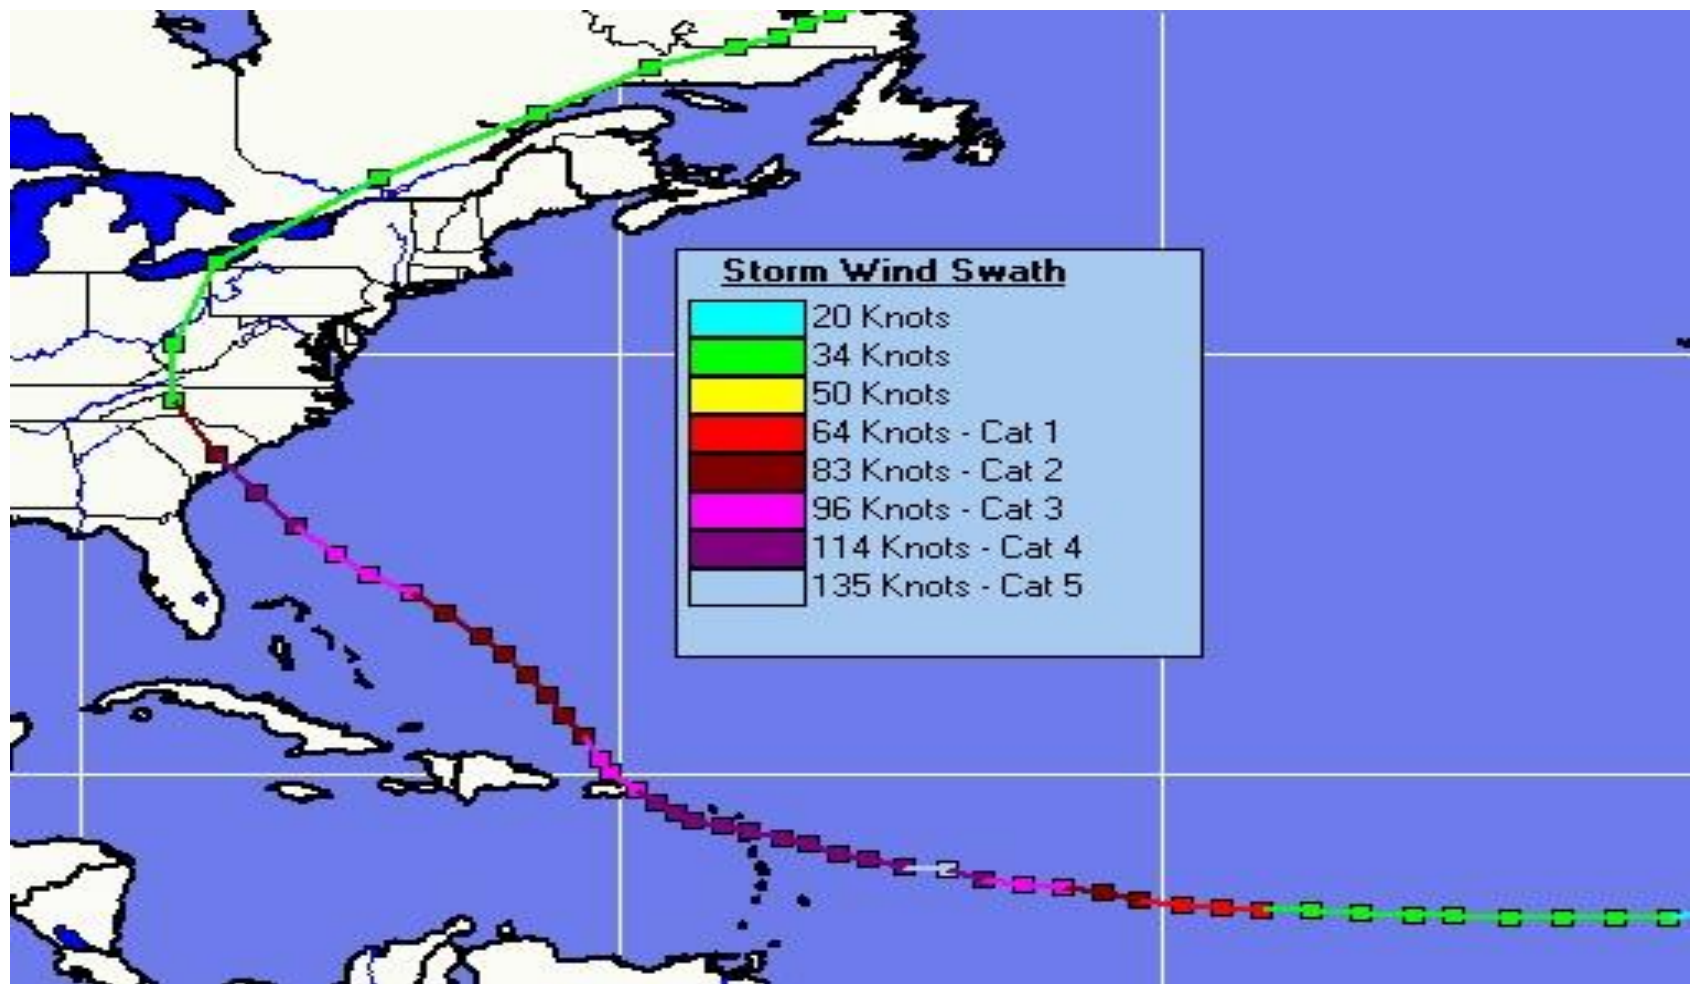 Storm Wind Swath
20 Knots
34 Knots
50 Knots
64 Knots - Cat 1
83 Knots - Cat 2
96 Knots - Cat 3
114 Knots - Cat 4
135 Knots - Cat 5